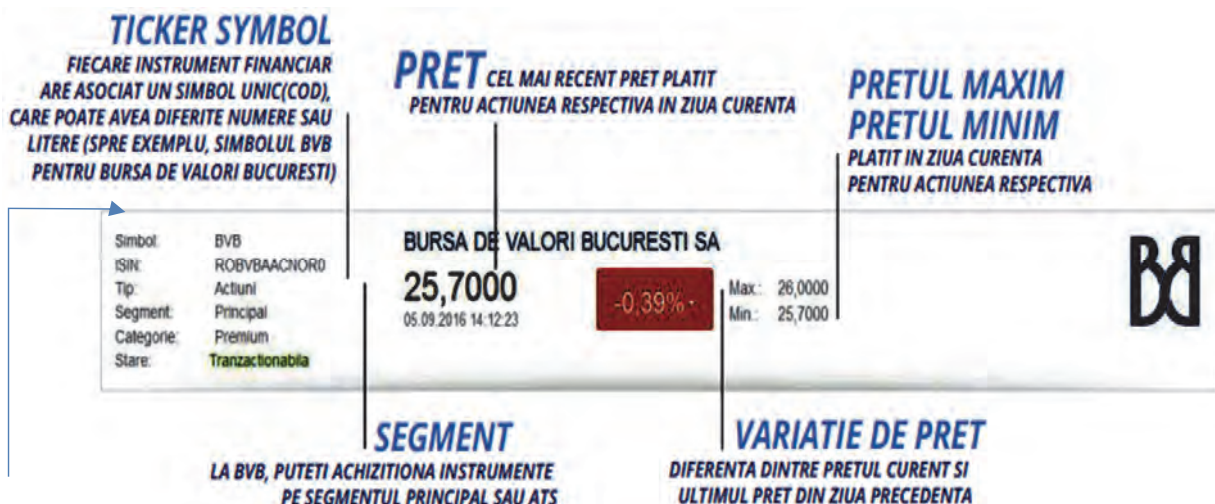 TICKER SYMBOL
FIECARE INSTRUMENT FINANCIAR
ARE ASOCIAT UN SIMBOL UNIC(COD),
CARE POATE AVEA DIFERITE NUMERE SAU
LITERE (SPRE EXEMPLU, SIMBOLUL BVB
PENTRU BURSA DE VALORI BUCURESTI)
PRET CEL MAI RECENT PRET PLATIT
PENTRU ACTIUNEA RESPECTIVA IN ZIUA CURENTA
PRETUL MAXIM
PRETUL MINIM
PLATIT IN ZIUA CURENTA
PENTRU ACTIUNEA RESPECTIVA
Simbol: BVB
ISIN: ROBVBAACNOR0
Tip: Actiuni
Segment: Principal
Categorie: Premium
Stare: Tranzactionabila
BURSA DE VALORI BUCURESTI SA
25,7000
05.09.2016 14:12:23
-0,39%
Max.: 26,0000
Min.: 25,7000
SEGMENT
LA BVB, PUTETI ACHIZITIONA INSTRUMENTE
PE SEGMENTUL PRINCIPAL SAU ATS
VARIATIE DE PRET
DIFERENTA DINTRE PRETUL CURENT SI
ULTIMUL PRET DIN ZIUA PRECEDENTA